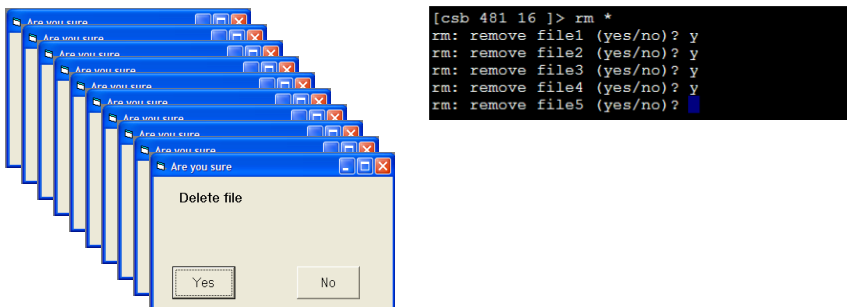 Are you sure
Are you sure
Are you sure
Are you sure
Are you sure
Are you sure
Are you sure
Are you sure
Are you sure
Are you sure
Delete file
Yes No
[csb 481 16 ]> rm *
rm: remove file1 (yes/no)? y
rm: remove file2 (yes/no)? y
rm: remove file3 (yes/no)? y
rm: remove file4 (yes/no)? y
rm: remove file5 (yes/no)?